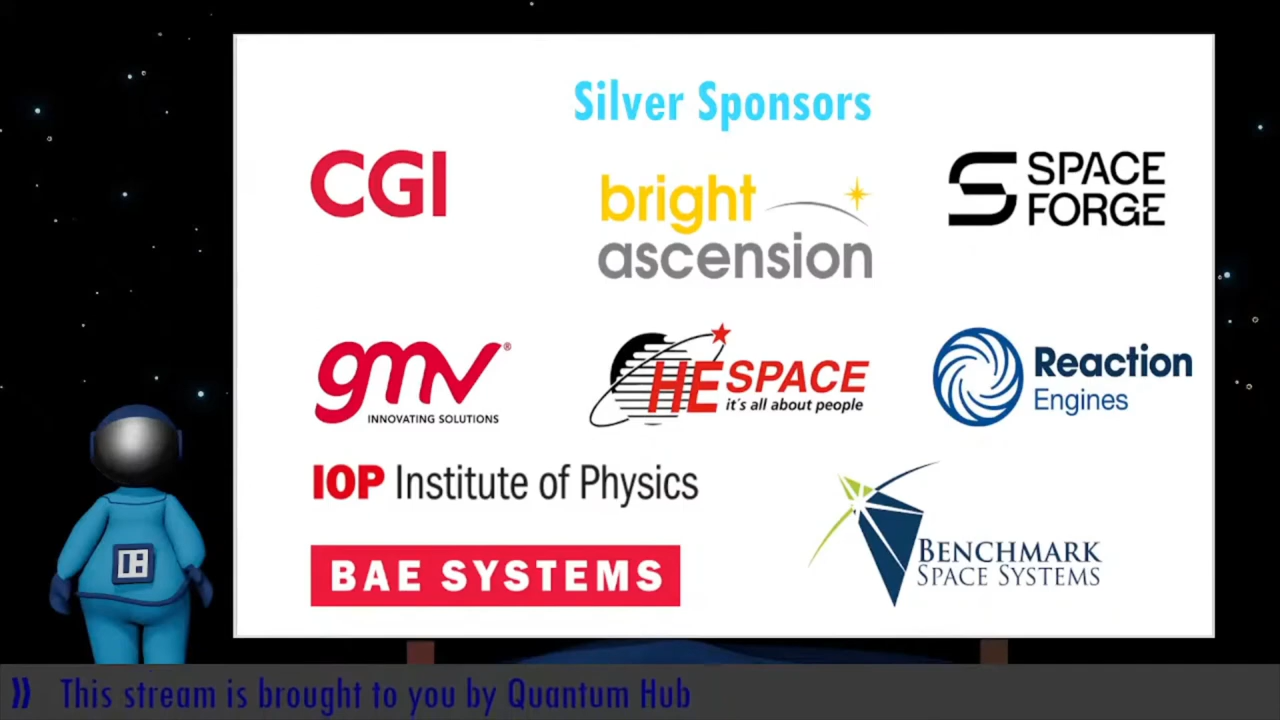 Silver Sponsors
CGI
bright
ascension
SPACE
FORGE
gmv®
INNOVATING SOLUTIONS
HE SPACE
it's all about people
Reaction
Engines
IOP Institute of Physics
BAE SYSTEMS
BENCHMARK
SPACE SYSTEMS
This stream is brought to you by Quantum Hub